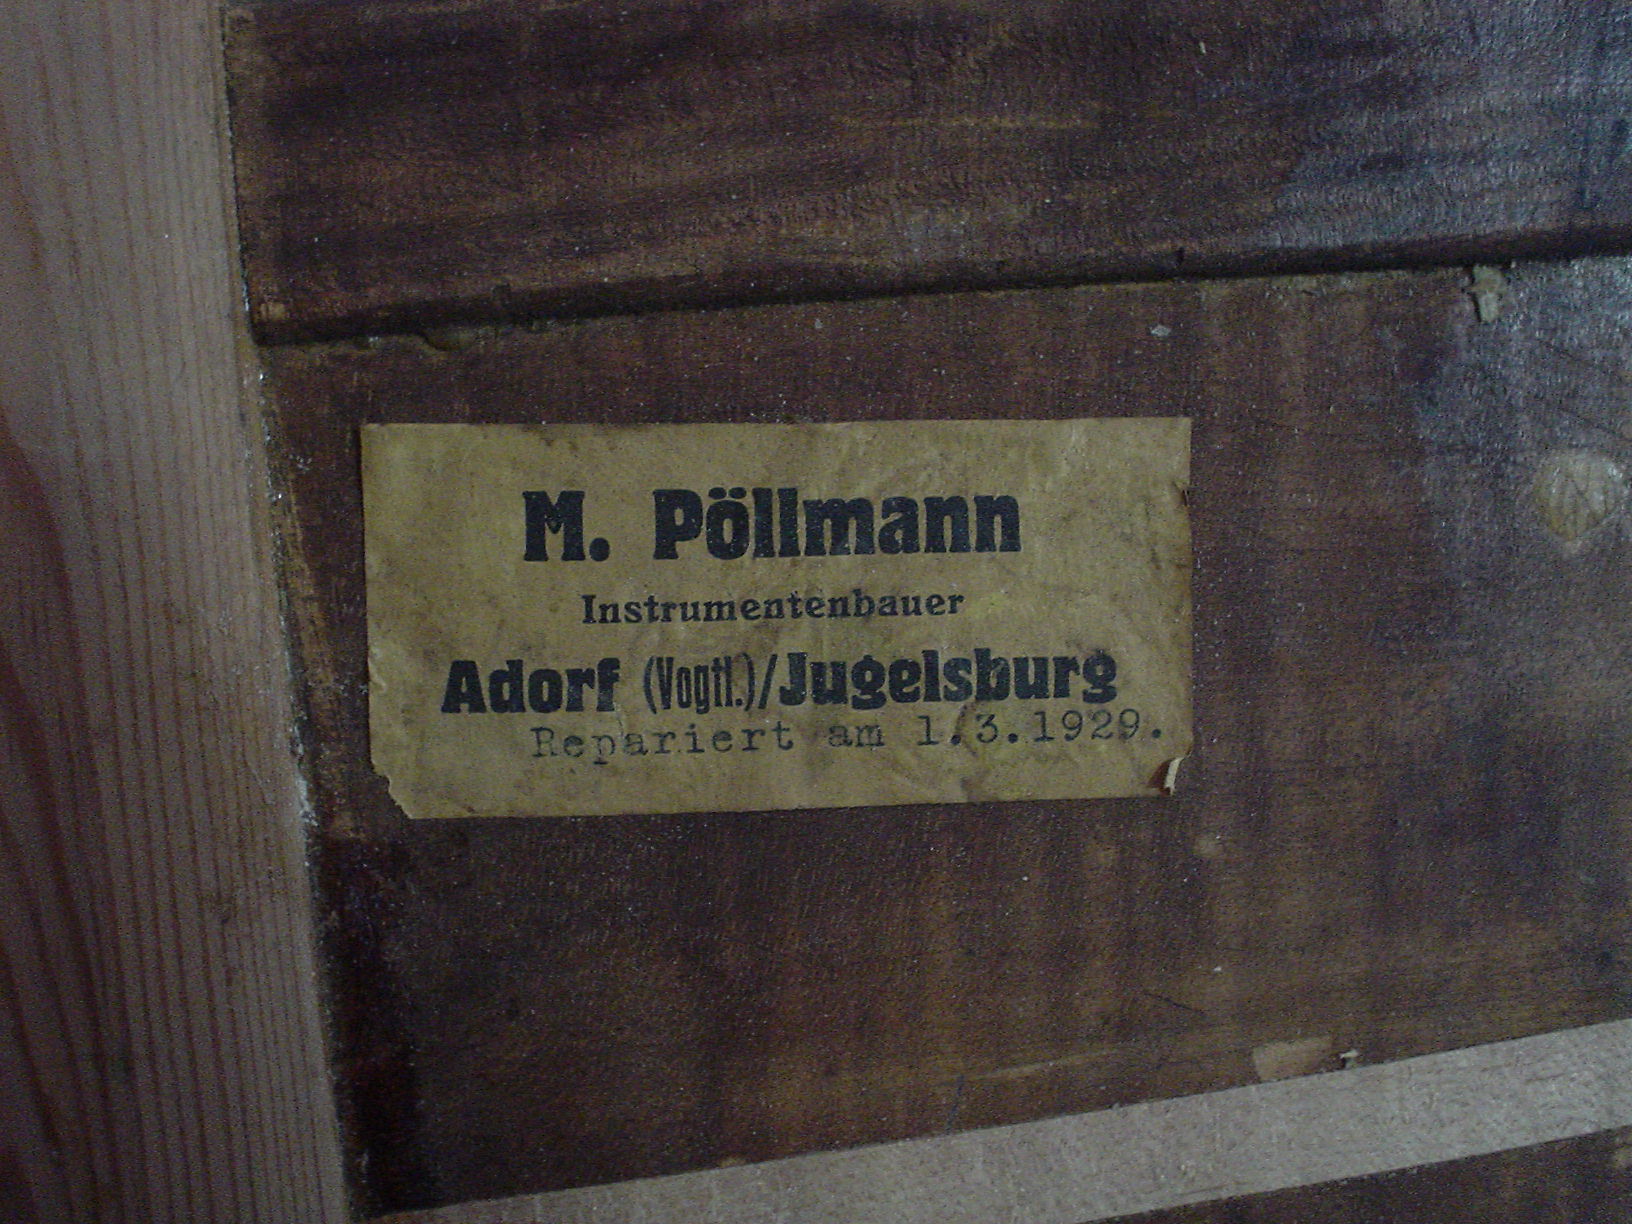 M. Pöllmann
Instrumentenbauer
Adorf (Vogtl.)/Jugelsburg
Repariert am 1.3.1929.